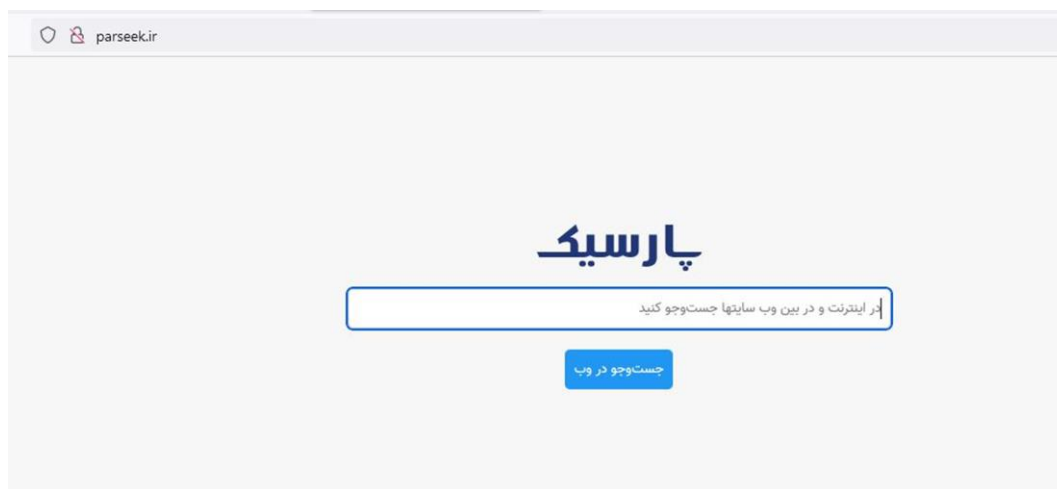 parseek.ir
پارسیک
در اینترنت و در بین وب سایتها جست‌وجو کنید
جست‌وجو در وب